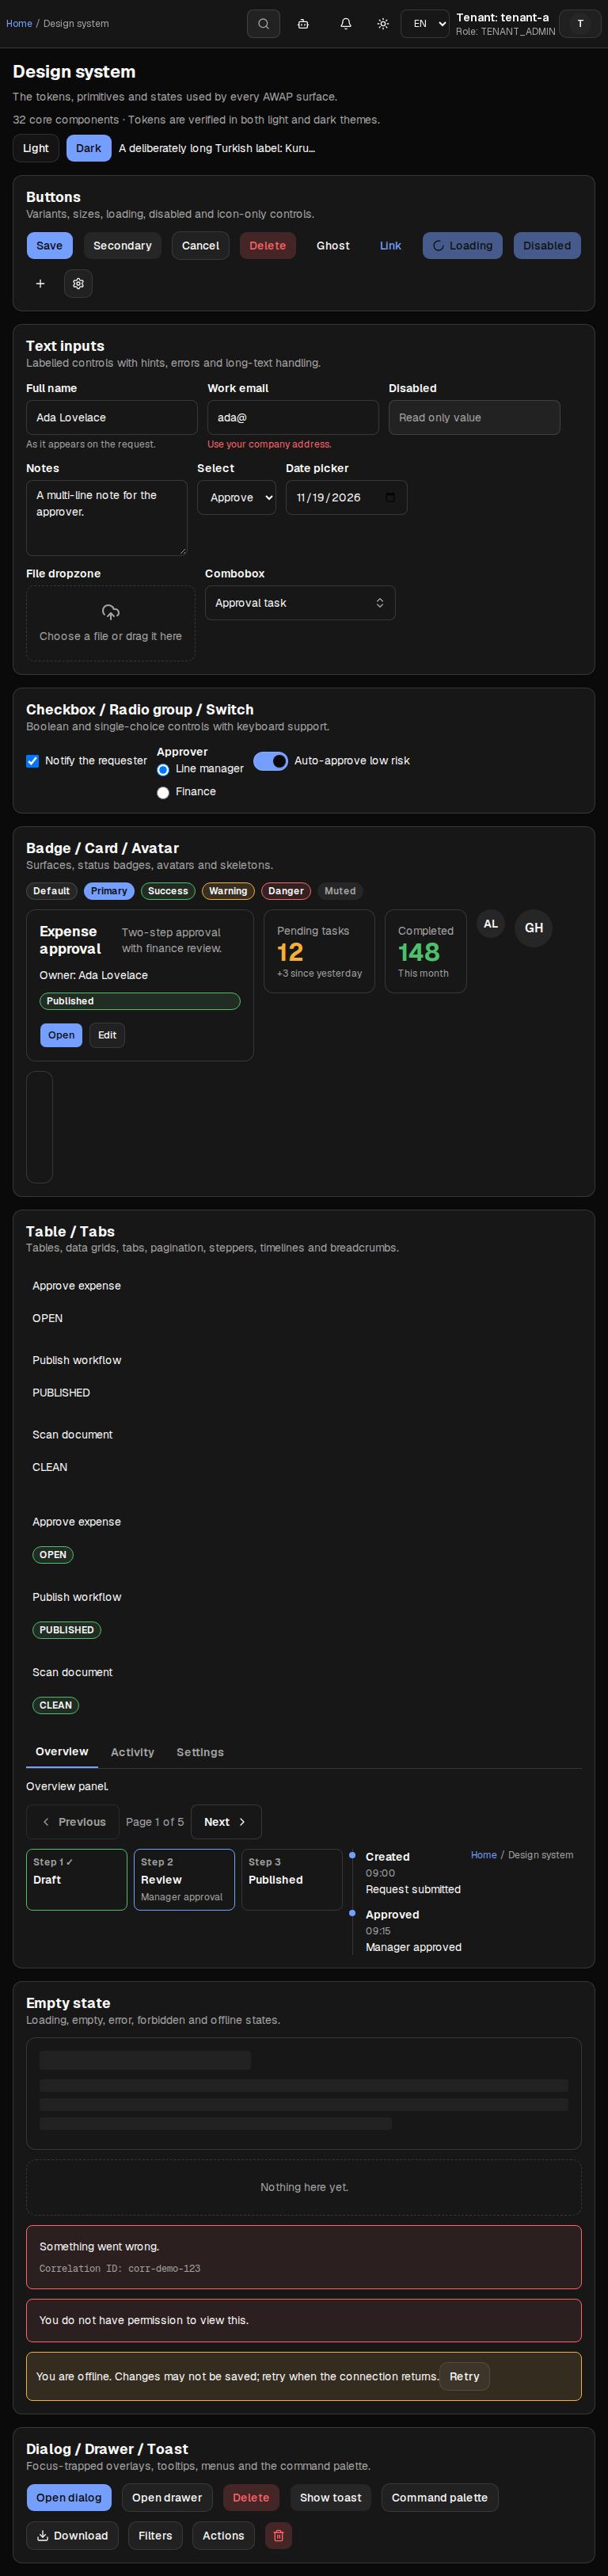 Home / Design system
EN
Tenant: tenant-a
Role: TENANT_ADMIN
T
Design system
The tokens, primitives and states used by every AWAP surface.
32 core components · Tokens are verified in both light and dark themes.
Light
Dark
A deliberately long Turkish label: Kuru...
Buttons
Variants, sizes, loading, disabled and icon-only controls.
Save
Secondary
Cancel
Delete
Ghost
Link
Loading
Disabled
Text inputs
Labelled controls with hints, errors and long-text handling.
Full name
Work email
Disabled
Ada Lovelace
ada@
Read only value
As it appears on the request.
Use your company address.
Notes
Select
Date picker
A multi-line note for the
approver.
Approve
11/19/2026
File dropzone
Combobox
Choose a file or drag it here
Approval task
Checkbox / Radio group / Switch
Boolean and single-choice controls with keyboard support.
Notify the requester
Approver
Line manager
Finance
Auto-approve low risk
Badge / Card / Avatar
Surfaces, status badges, avatars and skeletons.
Default
Primary
Success
Warning
Danger
Muted
Expense
approval
Two-step approval
with finance review.
Owner: Ada Lovelace
Published
Open
Edit
Pending tasks
12
+3 since yesterday
Completed
148
This month
AL
GH
Table / Tabs
Tables, data grids, tabs, pagination, steppers, timelines and breadcrumbs.
Approve expense
OPEN
Publish workflow
PUBLISHED
Scan document
CLEAN
Approve expense
OPEN
Publish workflow
PUBLISHED
Scan document
CLEAN
Overview
Activity
Settings
Overview panel.
Previous
Page 1 of 5
Next
Step 1 ✓
Draft
Step 2
Review
Manager approval
Step 3
Published
Created
09:00
Request submitted
Approved
09:15
Manager approved
Home / Design system
Empty state
Loading, empty, error, forbidden and offline states.
Nothing here yet.
Something went wrong.
Correlation ID: corr-demo-123
You do not have permission to view this.
You are offline. Changes may not be saved; retry when the connection returns.
Retry
Dialog / Drawer / Toast
Focus-trapped overlays, tooltips, menus and the command palette.
Open dialog
Open drawer
Delete
Show toast
Command palette
Download
Filters
Actions